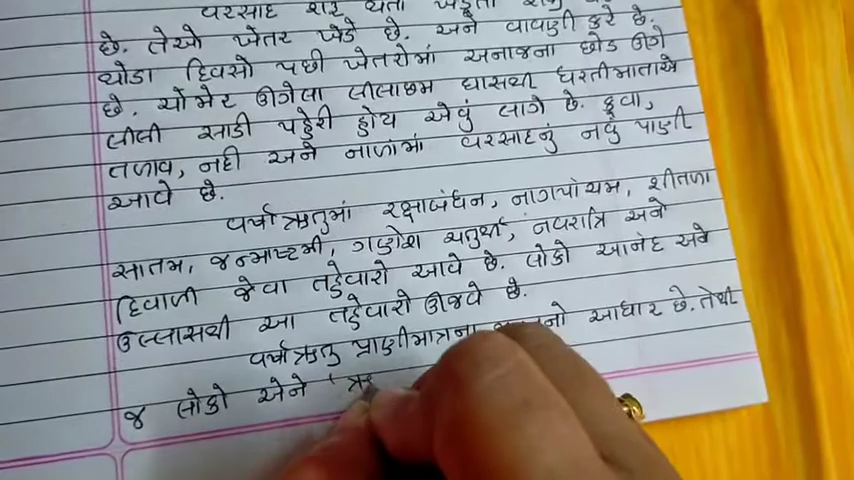 વરસાદ શરૂ થતા ખેડૂતો
છે. તેઓ ખેતર ખેડે છે. અને વાવણી કરે છે.
થોડા દિવસો પછી ખેતરોમાં અનાજના છોડ ઊગે
છે. ચોમેર ઊગેલા લીલાછમ ઘાસથી ધરતીમાતાએ
લીલી સાડી પહેરી હોય એવું લાગે છે. કૂવા,
તળાવ, નદી અને નાળામાં વરસાદનું નવું પાણી
આવે છે.
વર્ષાઋતુમાં રક્ષાબંધન, નાગપાંચમ, શીતળા
સાતમ, જન્માષ્ટમી, ગણેશ ચતુર્થી, નવરાત્રિ અને
દિવાળી જેવા તહેવારો આવે છે. લોકો આનંદ અને
ઉલ્લાસથી આ તહેવારો ઊજવે છે.
વર્ષાઋતુ પ્રાણીમાત્રના આધાર છે. તેથી
જ લોકો એને